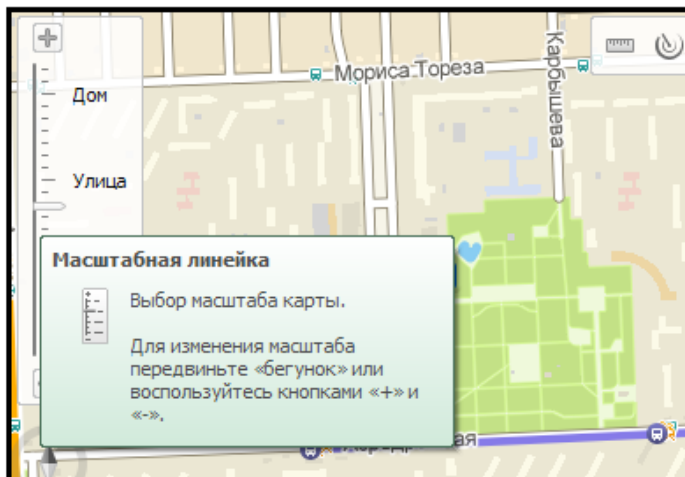 Мориса Тореза
Карбышева
Дом
Улица
Масштабная линейка
Выбор масштаба карты.
Для изменения масштаба
передвиньте «бегунок» или
воспользуйтесь кнопками «+» и
«-».